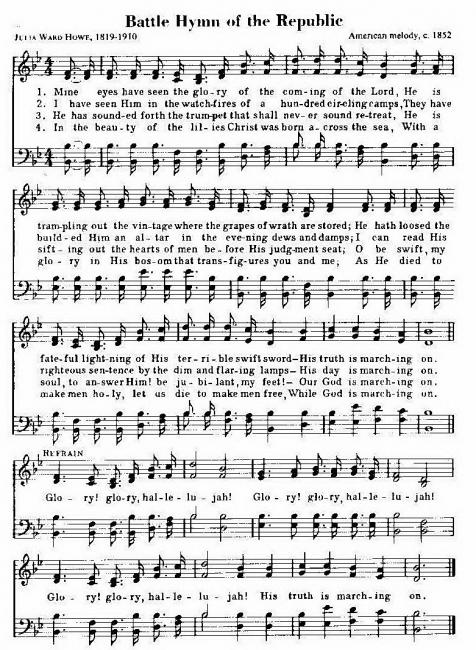 Battle Hymn of the Republic
JULIA WARD HOWE, 1819-1910
American melody, c. 1852
1. Mine eyes have seen the glo-ry of the com-ing of the Lord, He is
2. I have seen Him in the watch-fires of a hun-dred cir-cling camps, They have
3. He has sound-ed forth the trum-pet that shall nev-er sound re-treat, He is
4. In the beau-ty of the lil-ies Christ was born a-cross the sea, With a
tram-pling out the vin-tage where the grapes of wrath are stored; He hath loosed the
build-ed Him an al-tar in the eve-ning dews and damps; I can read His
sift-ing out the hearts of men be-fore His judg-ment seat; O be swift, my
glo-ry in His bos-om that trans-fig-ures you and me; As He died to
fate-ful light-ning of His ter-ri-ble swift sword—His truth is march-ing on.
righteous sen-tence by the dim and flar-ing lamps—His day is march-ing on.
soul, to an-swer Him! be ju-bi-lant, my feet!—Our God is march-ing on.
make men ho-ly, let us die to make men free, While God is march-ing on.
REFRAIN
Glo-ry! glo-ry, hal-le-lu-jah! Glo-ry! glo-ry, hal-le-lu-jah!
Glo-ry! glo-ry, hal-le-lu-jah! His truth is march-ing on.